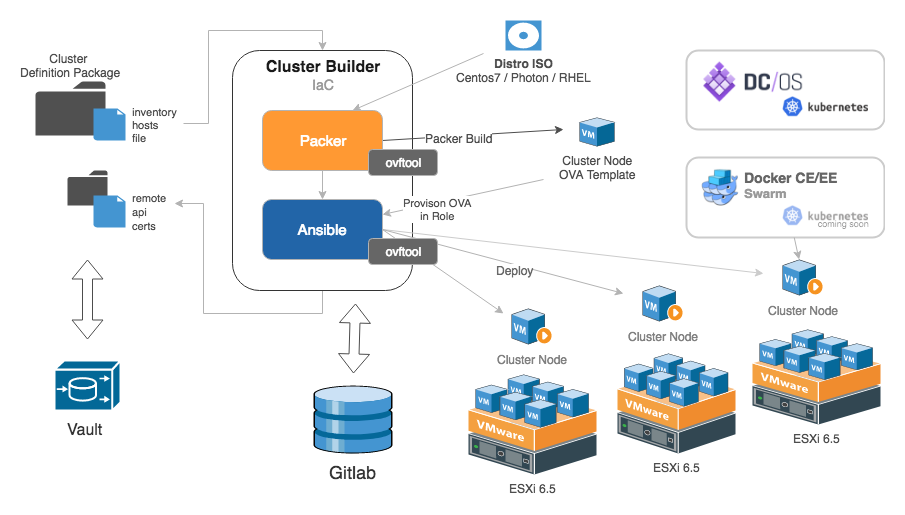 Cluster
Definition Package
inventory
hosts
file
remote
api
certs
Vault
Cluster Builder
IaC
Packer
ovftool
Ansible
ovftool
Gitlab
Distro ISO
Centos7 / Photon / RHEL
Packer Build
VM
Cluster Node
OVA Template
Provison OVA
in Role
Deploy
DC/OS
kubernetes
Docker CE/EE
Swarm
kubernetes
coming soon
VM
Cluster Node
VM
Cluster Node
VM
Cluster Node
VM VM VM VM VM VM
VMware
ESXi 6.5
VM VM VM VM VM VM
VMware
ESXi 6.5
VM VM VM VM VM VM
VMware
ESXi 6.5